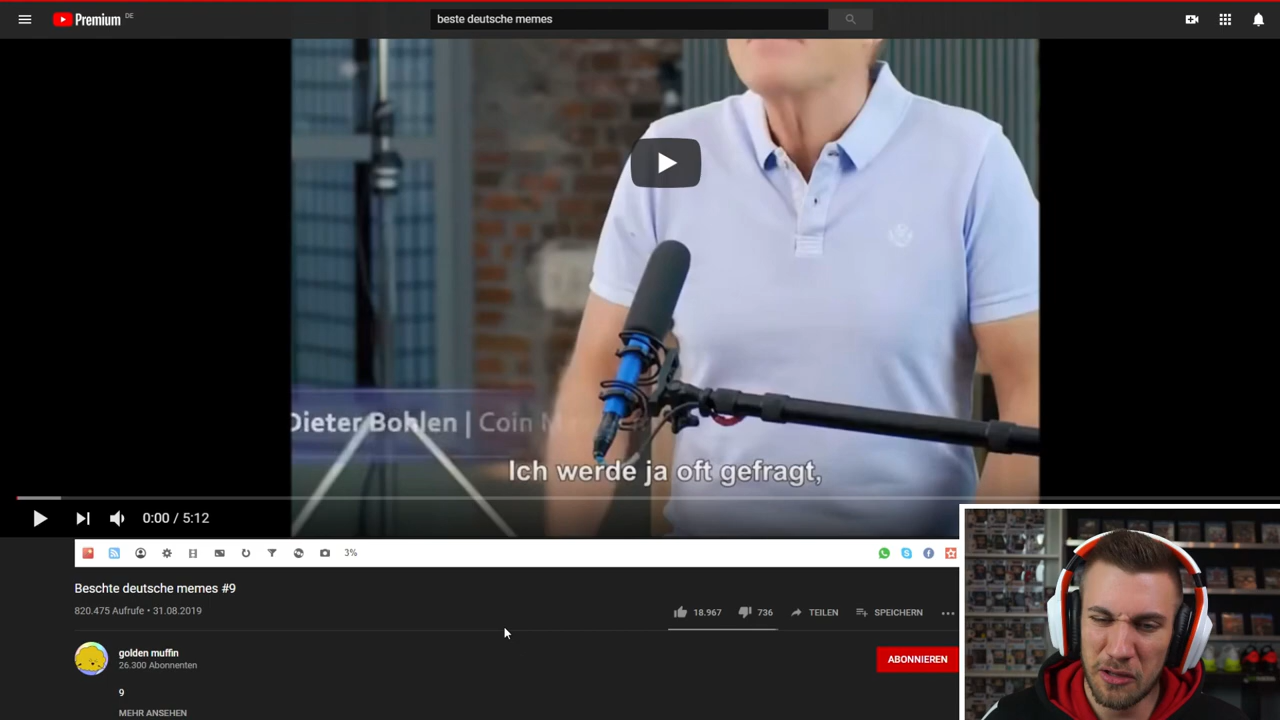 Premium DE
beste deutsche memes
Dieter Bohlen | Coin
Ich werde ja oft gefragt,
0:00 / 5:12
3%
Beschte deutsche memes #9
820.475 Aufrufe • 31.08.2019
18.967
736
TEILEN
SPEICHERN
golden muffin
26.300 Abonnenten
ABONNIEREN
9
MEHR ANSEHEN